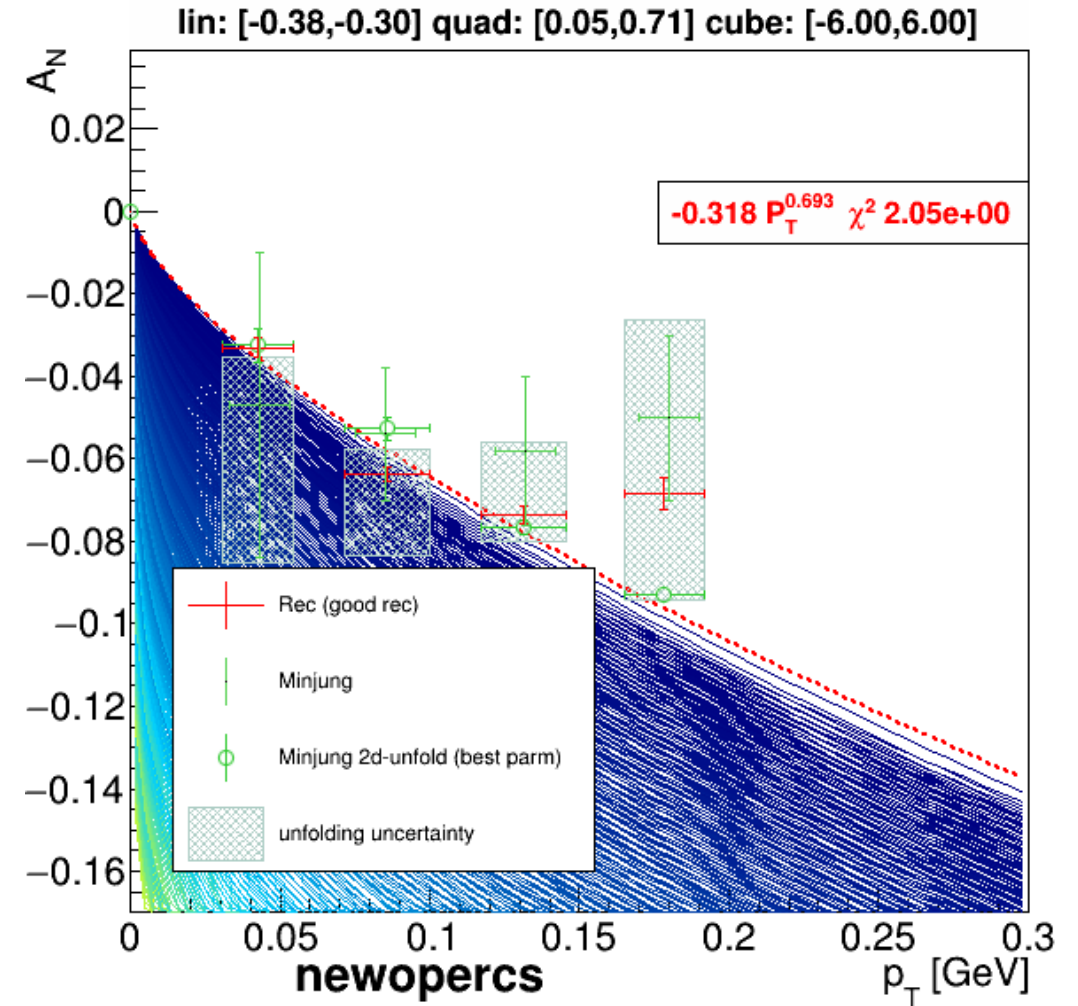 lin: [-0.38,-0.30] quad: [0.05,0.71] cube: [-6.00,6.00]
A_N
0.02
0
−0.02
−0.04
−0.06
−0.08
−0.1
−0.12
−0.14
−0.16
-0.318 P_T^0.693 χ² 2.05e+00
Rec (good rec)
Minjung
Minjung 2d-unfold (best parm)
unfolding uncertainty
0 0.05 0.1 0.15 0.2 0.25 0.3
newopercs
p_T [GeV]